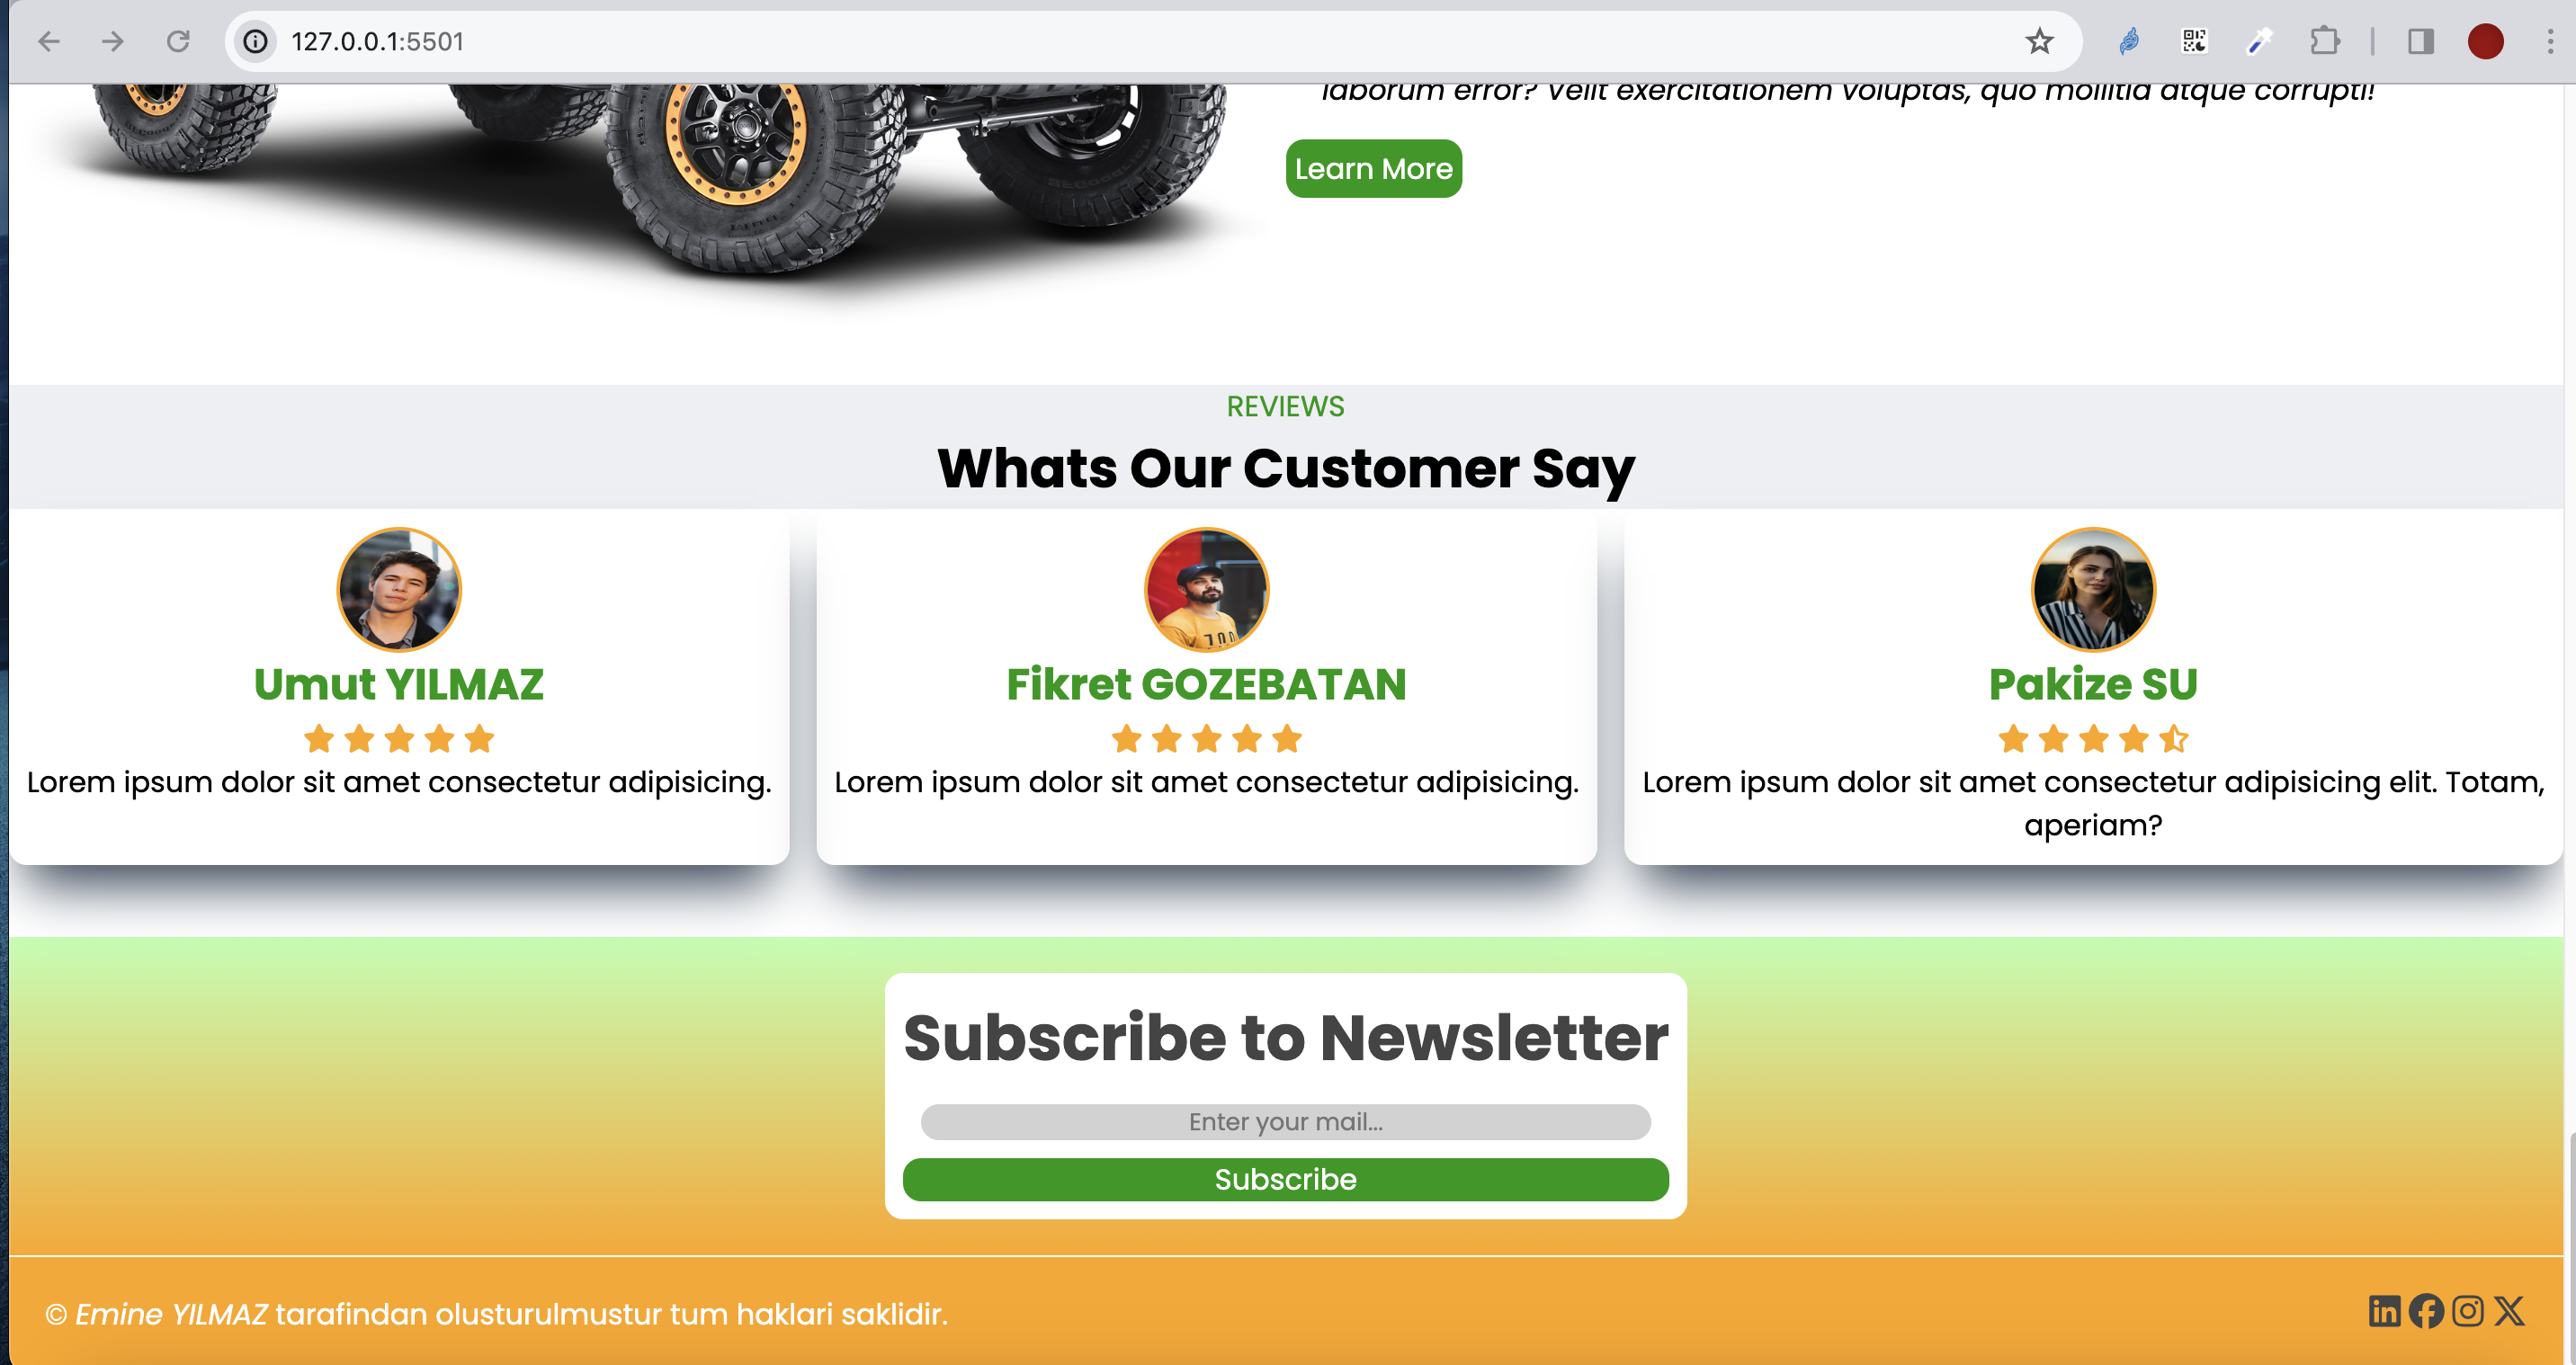 127.0.0.1:5501
laborum error? Velit exercitationem voluptas, quo mollitia atque corrupti!
Learn More
REVIEWS
Whats Our Customer Say
Umut YILMAZ
Lorem ipsum dolor sit amet consectetur adipisicing.
Fikret GOZEBATAN
Lorem ipsum dolor sit amet consectetur adipisicing.
Pakize SU
Lorem ipsum dolor sit amet consectetur adipisicing elit. Totam,
aperiam?
Subscribe to Newsletter
Enter your mail...
Subscribe
© Emine YILMAZ tarafindan olusturulmustur tum haklari saklidir.